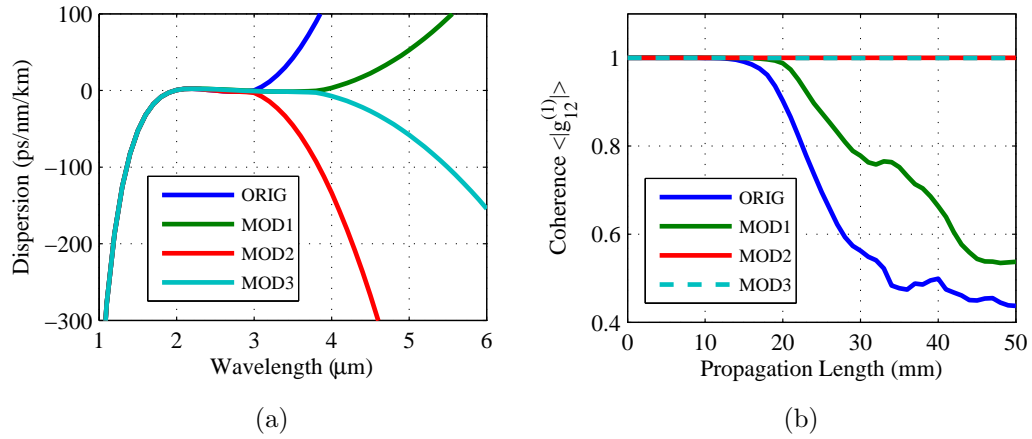 100
0
−100
−200
−300
Dispersion (ps/nm/km)
ORIG
MOD1
MOD2
MOD3
1 2 3 4 5 6
Wavelength (μm)
(a)
1
0.8
0.6
0.4
Coherence <|g₁₂⁽¹⁾|>
ORIG
MOD1
MOD2
MOD3
0 10 20 30 40 50
Propagation Length (mm)
(b)